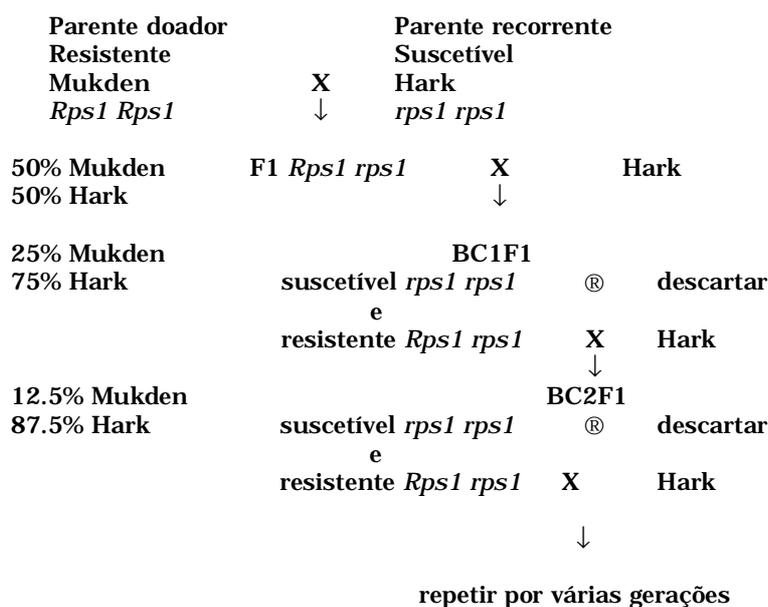 Parente doador Parente recorrente
Resistente Suscetível
Mukden X Hark
Rps1 Rps1 ↓ rps1 rps1
50% Mukden F1 Rps1 rps1 X Hark
50% Hark ↓
25% Mukden BC1F1
75% Hark suscetível rps1 rps1 ® descartar
e
resistente Rps1 rps1 X Hark
↓
12.5% Mukden BC2F1
87.5% Hark suscetível rps1 rps1 ® descartar
e
resistente Rps1 rps1 X Hark
↓
repetir por várias gerações